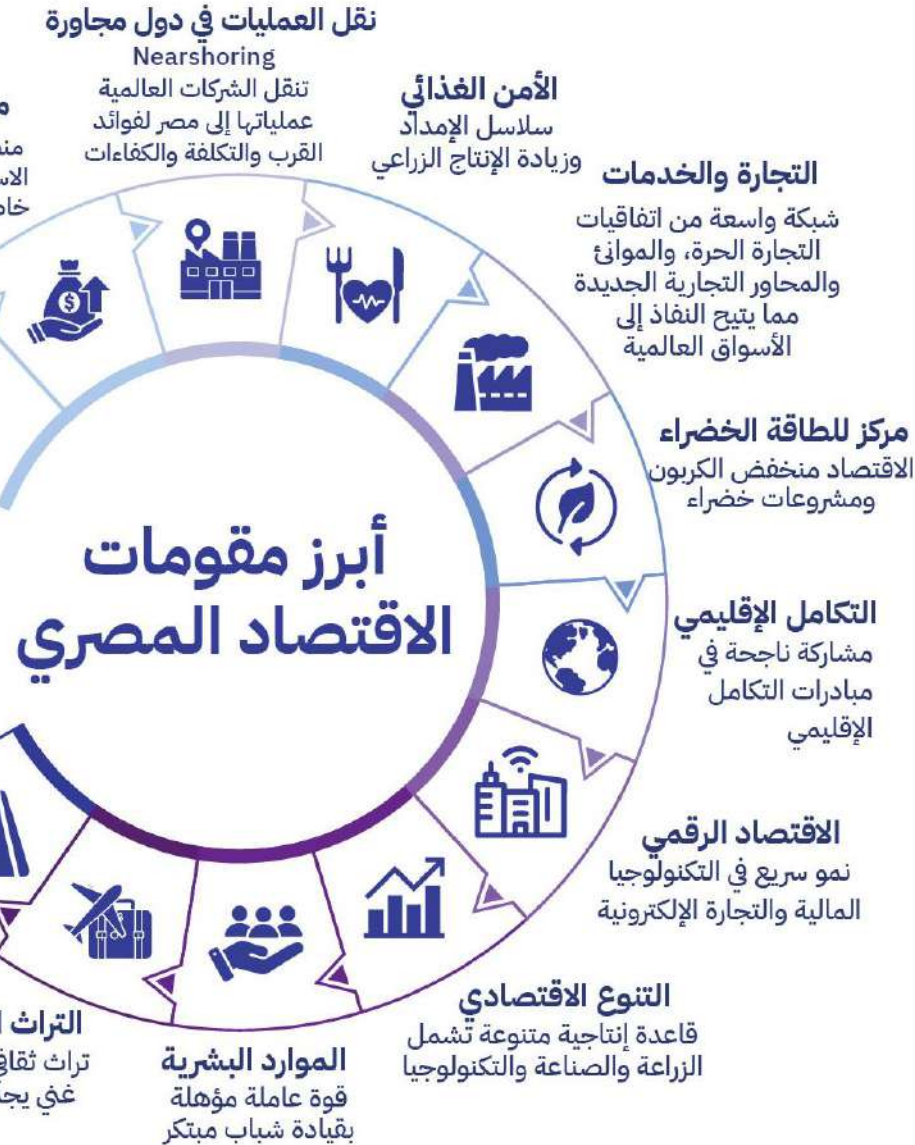 أبرز مقومات
الاقتصاد المصري
نقل العمليات في دول مجاورة
Nearshoring
تنقل الشركات العالمية
عملياتها إلى مصر لفوائد
القرب والتكلفة والكفاءات
الأمن الغذائي
سلاسل الإمداد
وزيادة الإنتاج الزراعي
التجارة والخدمات
شبكة واسعة من اتفاقيات
التجارة الحرة، والموانئ
والمحاور التجارية الجديدة
مما يتيح النفاذ إلى
الأسواق العالمية
مركز للطاقة الخضراء
الاقتصاد منخفض الكربون
ومشروعات خضراء
التكامل الإقليمي
مشاركة ناجحة في
مبادرات التكامل
الإقليمي
الاقتصاد الرقمي
نمو سريع في التكنولوجيا
المالية والتجارة الإلكترونية
التنوع الاقتصادي
قاعدة إنتاجية متنوعة تشمل
الزراعة والصناعة والتكنولوجيا
الموارد البشرية
قوة عاملة مؤهلة
بقيادة شباب مبتكر
التراث
تراث
غني